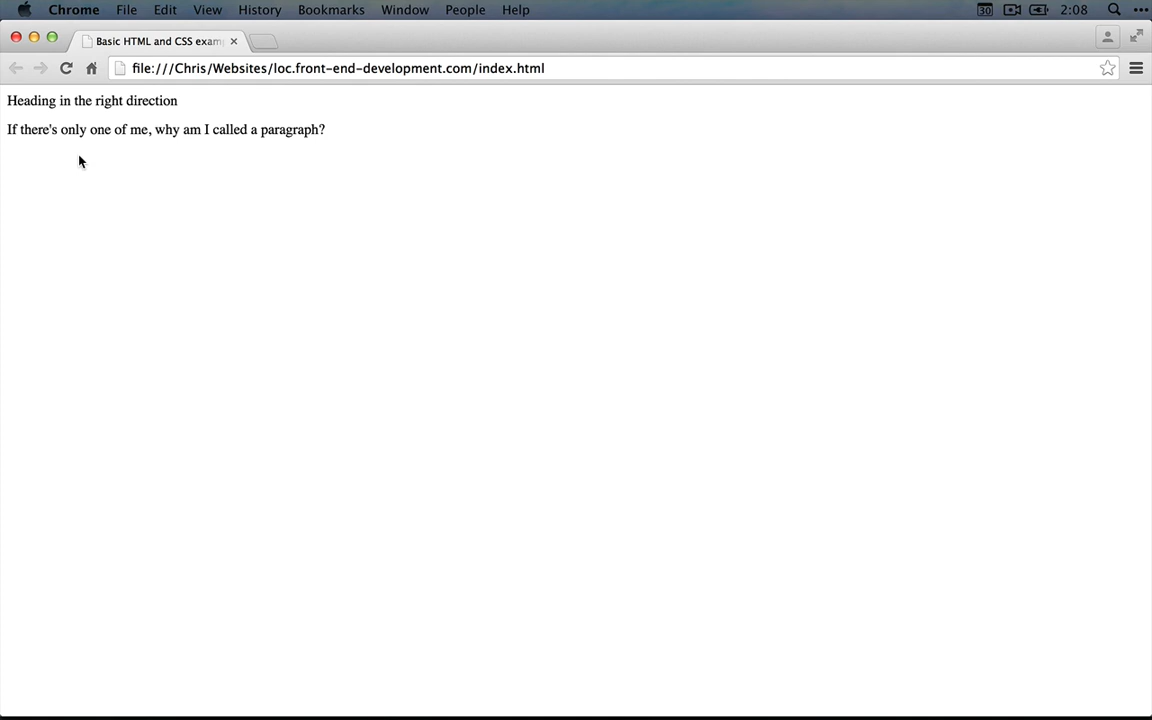 Chrome File Edit View History Bookmarks Window People Help 30 2:08
Basic HTML and CSS exam
file:///Chris/Websites/loc.front-end-development.com/index.html
Heading in the right direction
If there's only one of me, why am I called a paragraph?